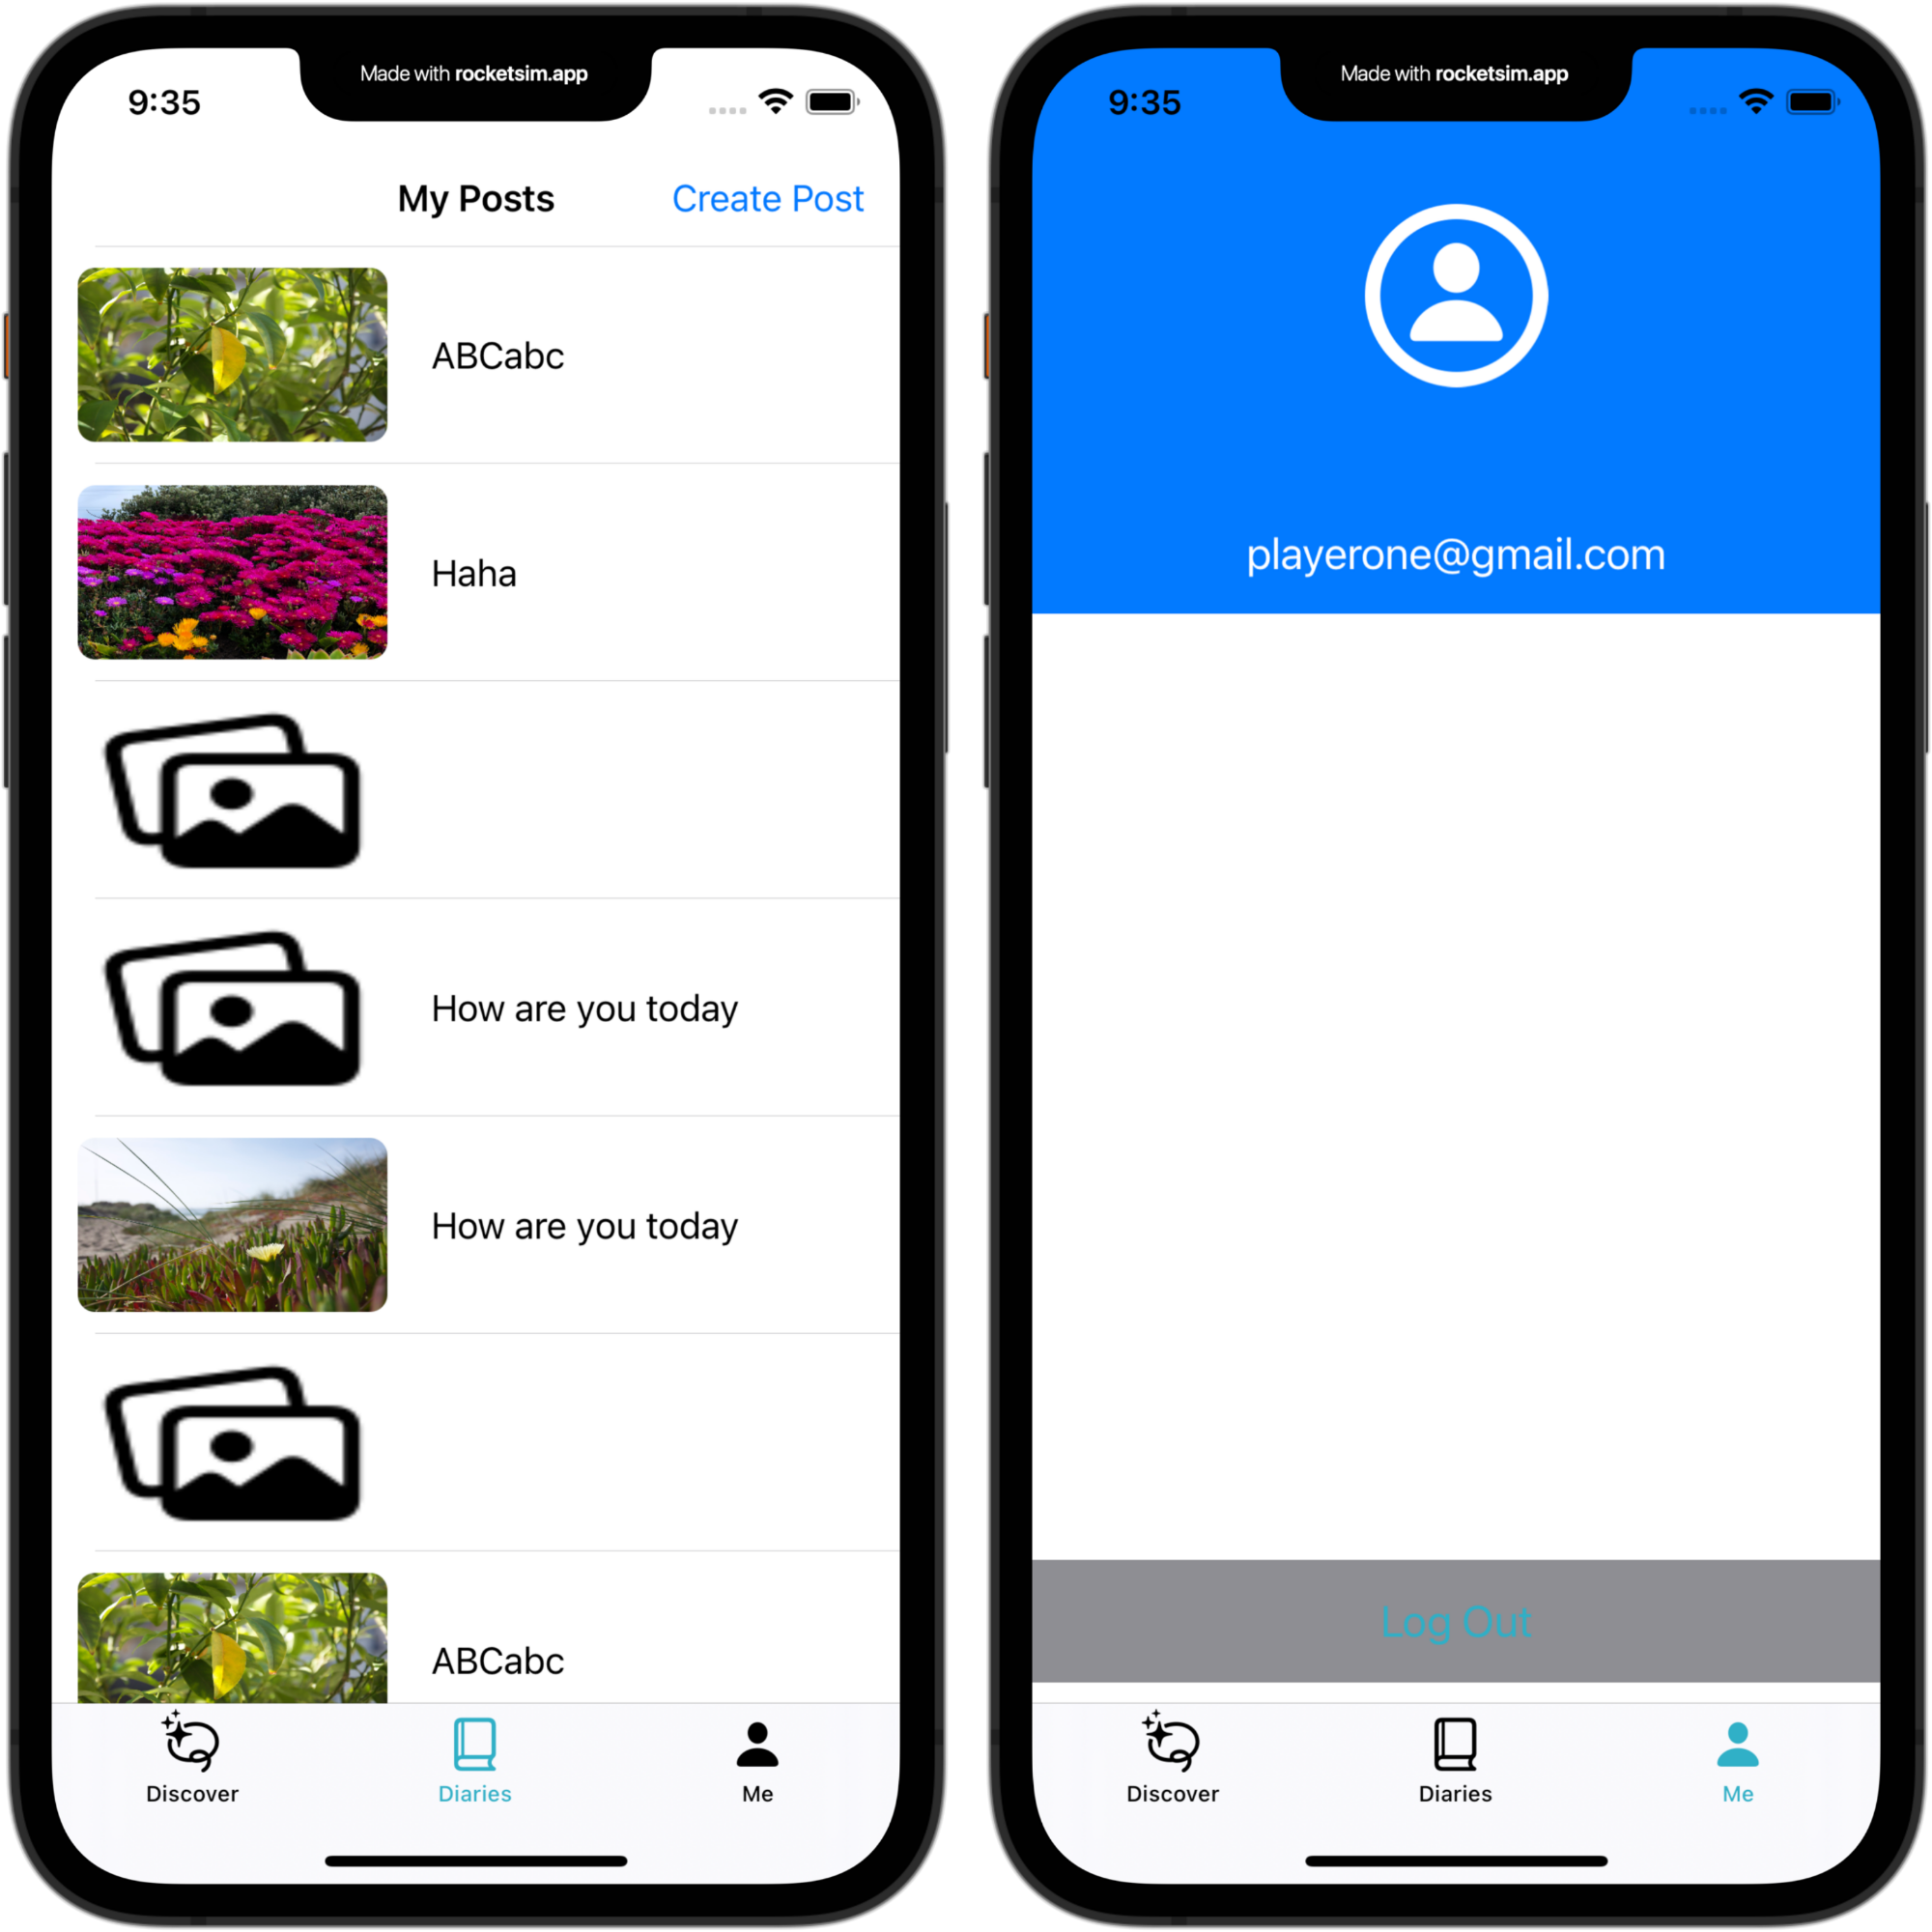 Made with rocketsim.app
9:35
My Posts
Create Post
ABCabc
Haha
How are you today
How are you today
ABCabc
Discover
Diaries
Me
Made with rocketsim.app
9:35
playerone@gmail.com
Log Out
Discover
Diaries
Me